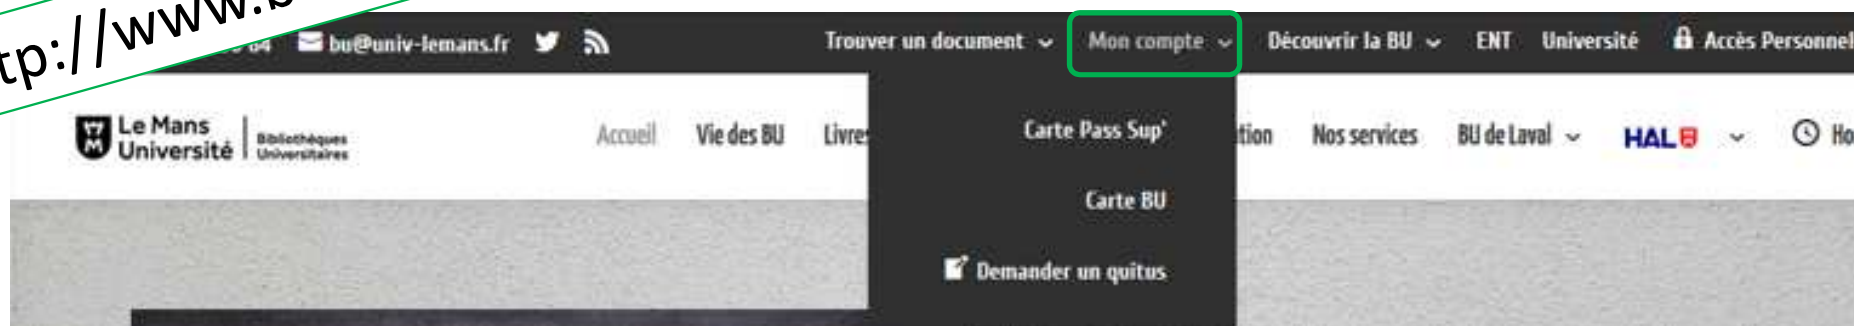 tp://www.b
bu@univ-lemans.fr Trouver un document Mon compte Découvrir la BU ENT Université Accès Personnel
Le Mans
Université
Bibliothèques
Universitaires
Accueil Vie des BU Nos services BU de Laval HAL
Carte Pass Sup'
Carte BU
Demander un quitus